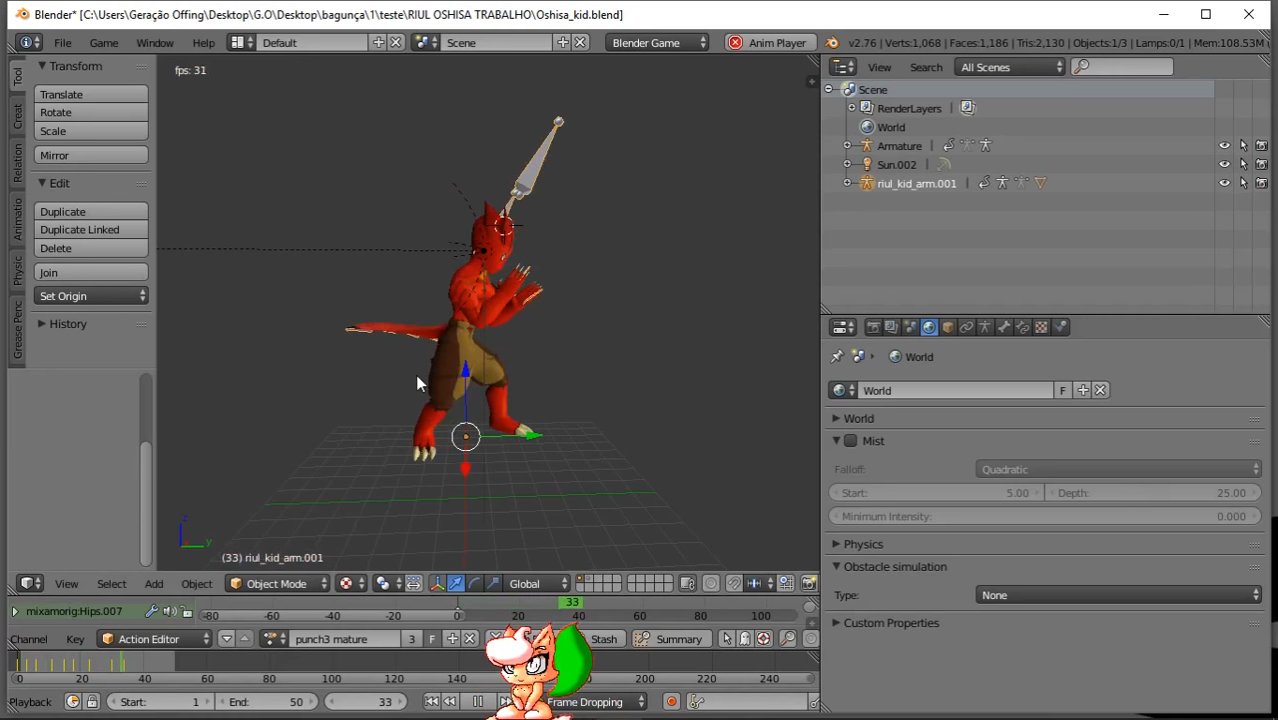 Blender* [C:\Users\Geração Offing\Desktop\G.O\Desktop\bagunça\1\teste\RIUL OSHISA TRABALHO\Oshisa_kid.blend]
File Game Window Help Default Scene Blender Game Anim Player v2.76 | Verts:1,068 | Faces:1,186 | Tris:2,130 | Objects:1/3 | Lamps:0/1 | Mem:108.53M
Tool
Creat
Relation
Animatio
Physic
Grease Penc
Transform
Translate
Rotate
Scale
Mirror
Edit
Duplicate
Duplicate Linked
Delete
Join
Set Origin
History
fps: 31
z
y
(33) riul_kid_arm.001
View Select Add Object Object Mode Global
View Search All Scenes
Scene
RenderLayers
World
Armature
Sun.002
riul_kid_arm.001
World
World F
World
Mist
Falloff: Quadratic
Start: 5.00 Depth: 25.00
Minimum Intensity: 0.000
Physics
Obstacle simulation
Type: None
Custom Properties
mixamorig:Hips.007 -80 -60 -40 -20 0 20 33 40 60 80 100
Channel Key Action Editor punch3 mature 3 F Stash Summary
0 20 40 60 80 100 120 140 160 180 200 220 240
Playback Start: 1 End: 50 33 Frame Dropping